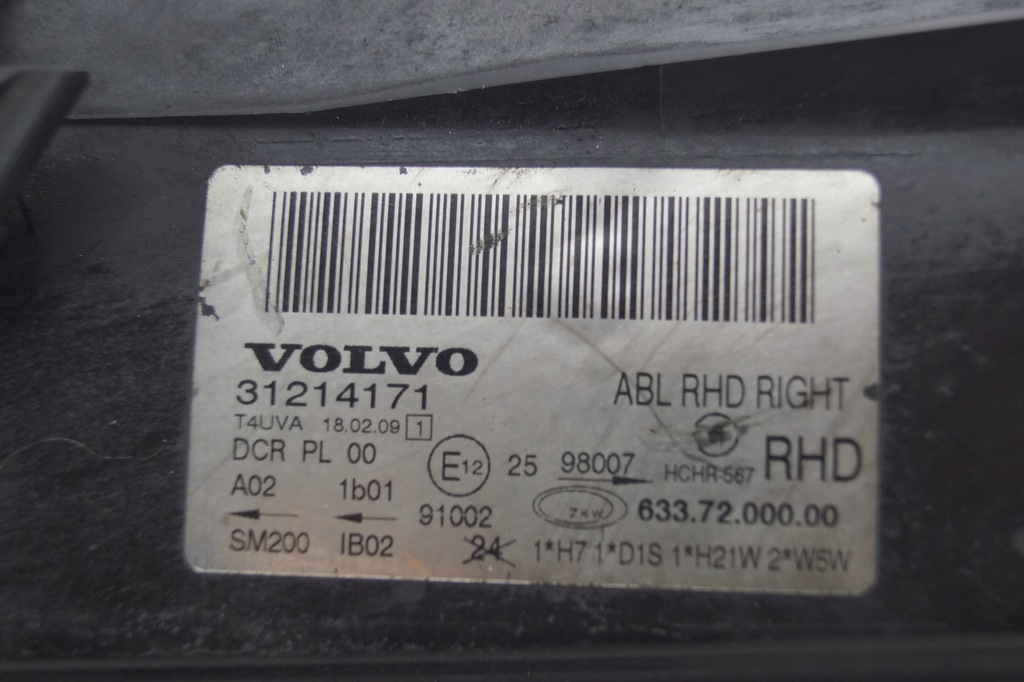 VOLVO
31214171
ABL RHD RIGHT
T4UVA 18.02.09 1
DCR PL 00
E12 25 98007 HCHR-567 RHD
A02 1b01
91002 ZKW 633.72.000.00
SM200 IB02 24 1*H7 1*D1S 1*H21W 2*W5W